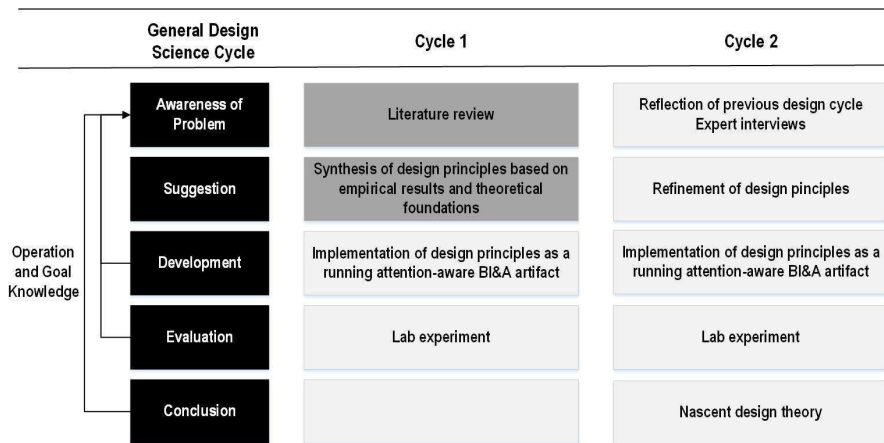 General Design
Science Cycle
Cycle 1
Cycle 2
Awareness of
Problem
Literature review
Reflection of previous design cycle
Expert interviews
Suggestion
Synthesis of design principles based on
empirical results and theoretical
foundations
Refinement of design pinciples
Operation
and Goal
Knowledge
Development
Implementation of design principles as a
running attention-aware BI&A artifact
Implementation of design principles as a
running attention-aware BI&A artifact
Evaluation
Lab experiment
Lab experiment
Conclusion
Nascent design theory